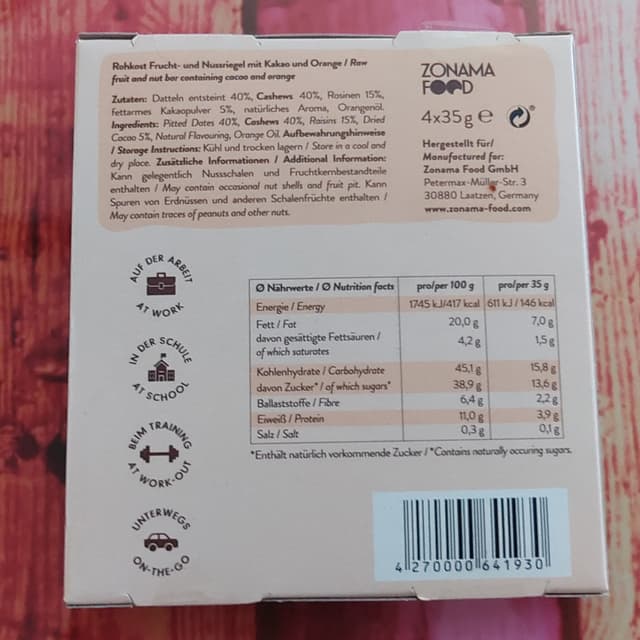 Rohkost Frucht- und Nussriegel mit Kakao und Orange / Raw
fruit and nut bar containing cacao and orange
Zutaten: Datteln entsteint 40%, Cashews 40%, Rosinen 15%,
fettarmes Kakaopulver 5%, natürliches Aroma, Orangenöl.
Ingredients: Pitted Dates 40%, Cashews 40%, Raisins 15%, Dried
Cacao 5%, Natural Flavouring, Orange Oil. Aufbewahrungshinweise
/ Storage Instructions: Kühl und trocken lagern / Store in a cool and
dry place. Zusätzliche Informationen / Additional Information:
Kann gelegentlich Nussschalen und Fruchtkernbestandteile
enthalten / May contain occasional nut shells and fruit pit. Kann
Spuren von Erdnüssen und anderen Schalenfrüchte enthalten /
May contain traces of peanuts and other nuts.
ZONAMA
FOOD
4x35g e
Hergestellt für/
Manufactured for:
Zonama Food GmbH
Petermax-Müller-Str. 3
30880 Laatzen, Germany
www.zonama-food.com
AUF DER ARBEIT
AT WORK
IN DER SCHULE
AT SCHOOL
BEIM TRAINING
AT WORK-OUT
UNTERWEGS
ON-THE-GO
Ø Nährwerte / Ø Nutrition facts pro/per 100 g pro/per 35 g
Energie / Energy 1745 kJ/417 kcal 611 kJ / 146 kcal
Fett / Fat 20,0 g 7,0 g
davon gesättigte Fettsäuren / 4,2 g 1,5 g
of which saturates
Kohlenhydrate / Carbohydrate 45,1 g 15,8 g
davon Zucker* / of which sugars* 38,9 g 13,6 g
Ballaststoffe / Fibre 6,4 g 2,2 g
Eiweiß / Protein 11,0 g 3,9 g
Salz / Salt 0,3 g 0,1 g
*Enthält natürlich vorkommende Zucker / *Contains naturally occuring sugars.
4 270000 641930